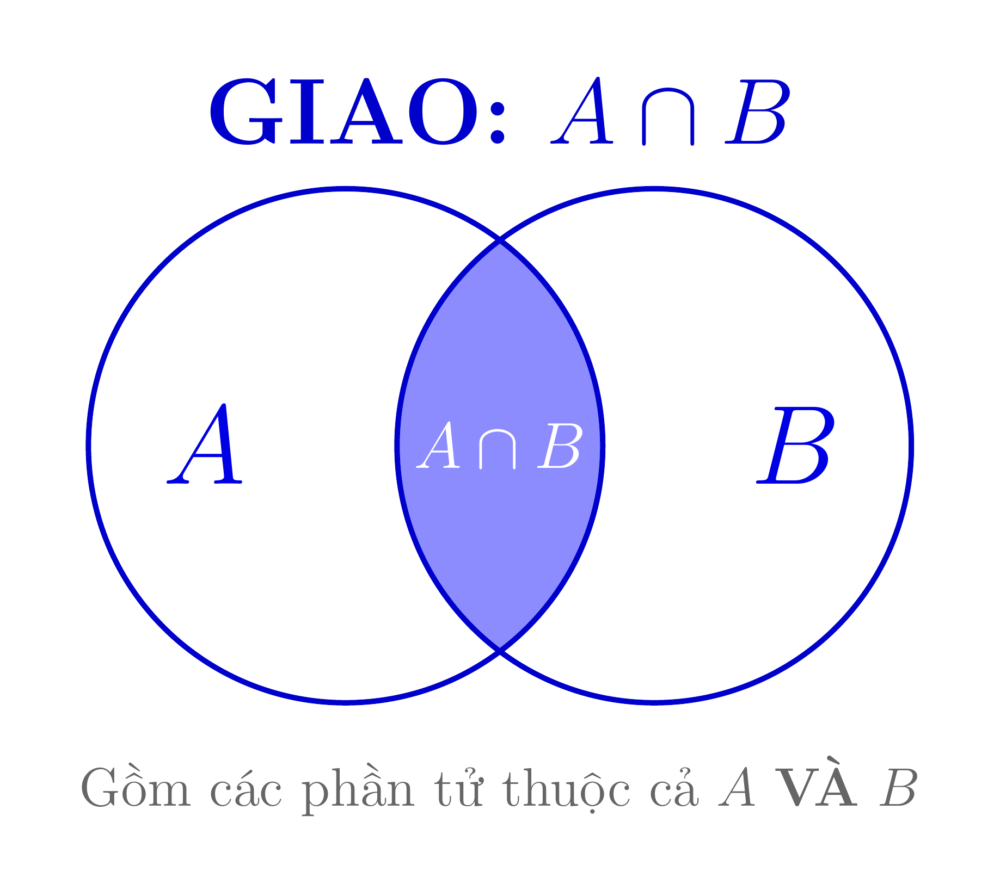 GIAO: A ∩ B
A
A ∩ B
B
Gồm các phần tử thuộc cả A VÀ B